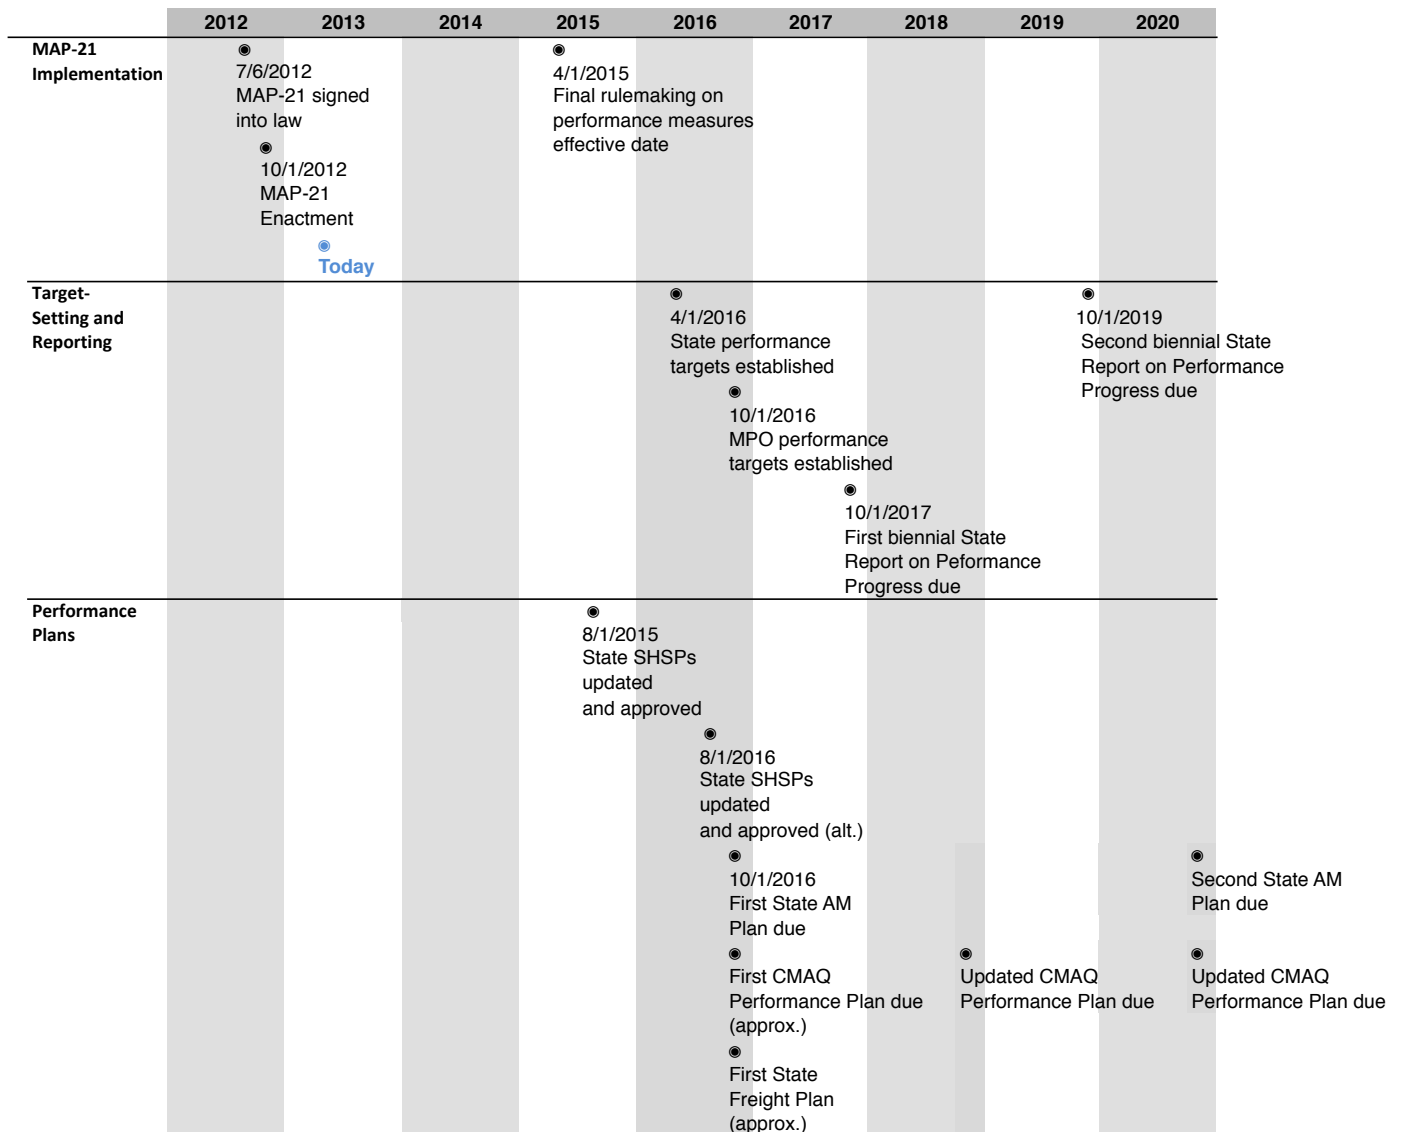 2012 2013 2014 2015 2016 2017 2018 2019 2020
MAP-21
Implementation
7/6/2012
MAP-21 signed
into law
10/1/2012
MAP-21
Enactment
Today
4/1/2015
Final rulemaking on
performance measures
effective date
Target-
Setting and
Reporting
4/1/2016
State performance
targets established
10/1/2016
MPO performance
targets established
10/1/2017
First biennial State
Report on Peformance
Progress due
10/1/2019
Second biennial State
Report on Performance
Progress due
Performance
Plans
8/1/2015
State SHSPs
updated
and approved
8/1/2016
State SHSPs
updated
and approved (alt.)
10/1/2016
First State AM
Plan due
Second State AM
Plan due
First CMAQ
Performance Plan due
(approx.)
Updated CMAQ
Performance Plan due
Updated CMAQ
Performance Plan due
First State
Freight Plan
(approx.)